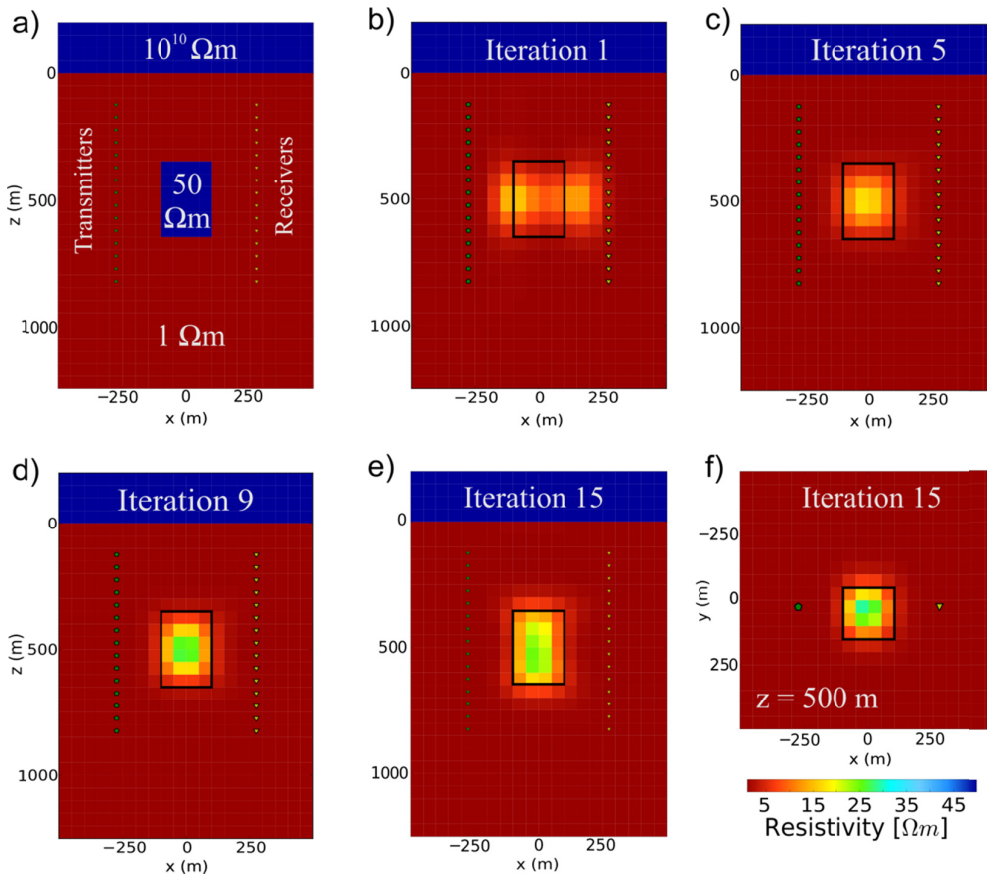 a)
10¹⁰ Ωm
0
500
1000
z (m)
Transmitters
50
Ωm
Receivers
1 Ωm
−250 0 250
x (m)
b)
Iteration 1
0
500
1000
−250 0 250
x (m)
c)
Iteration 5
0
500
1000
−250 0 250
x (m)
d)
Iteration 9
0
500
1000
z (m)
−250 0 250
x (m)
e)
Iteration 15
0
500
1000
−250 0 250
x (m)
f)
Iteration 15
−250
0
250
y (m)
z = 500 m
−250 0 250
x (m)
5 15 25 35 45
Resistivity [Ωm]